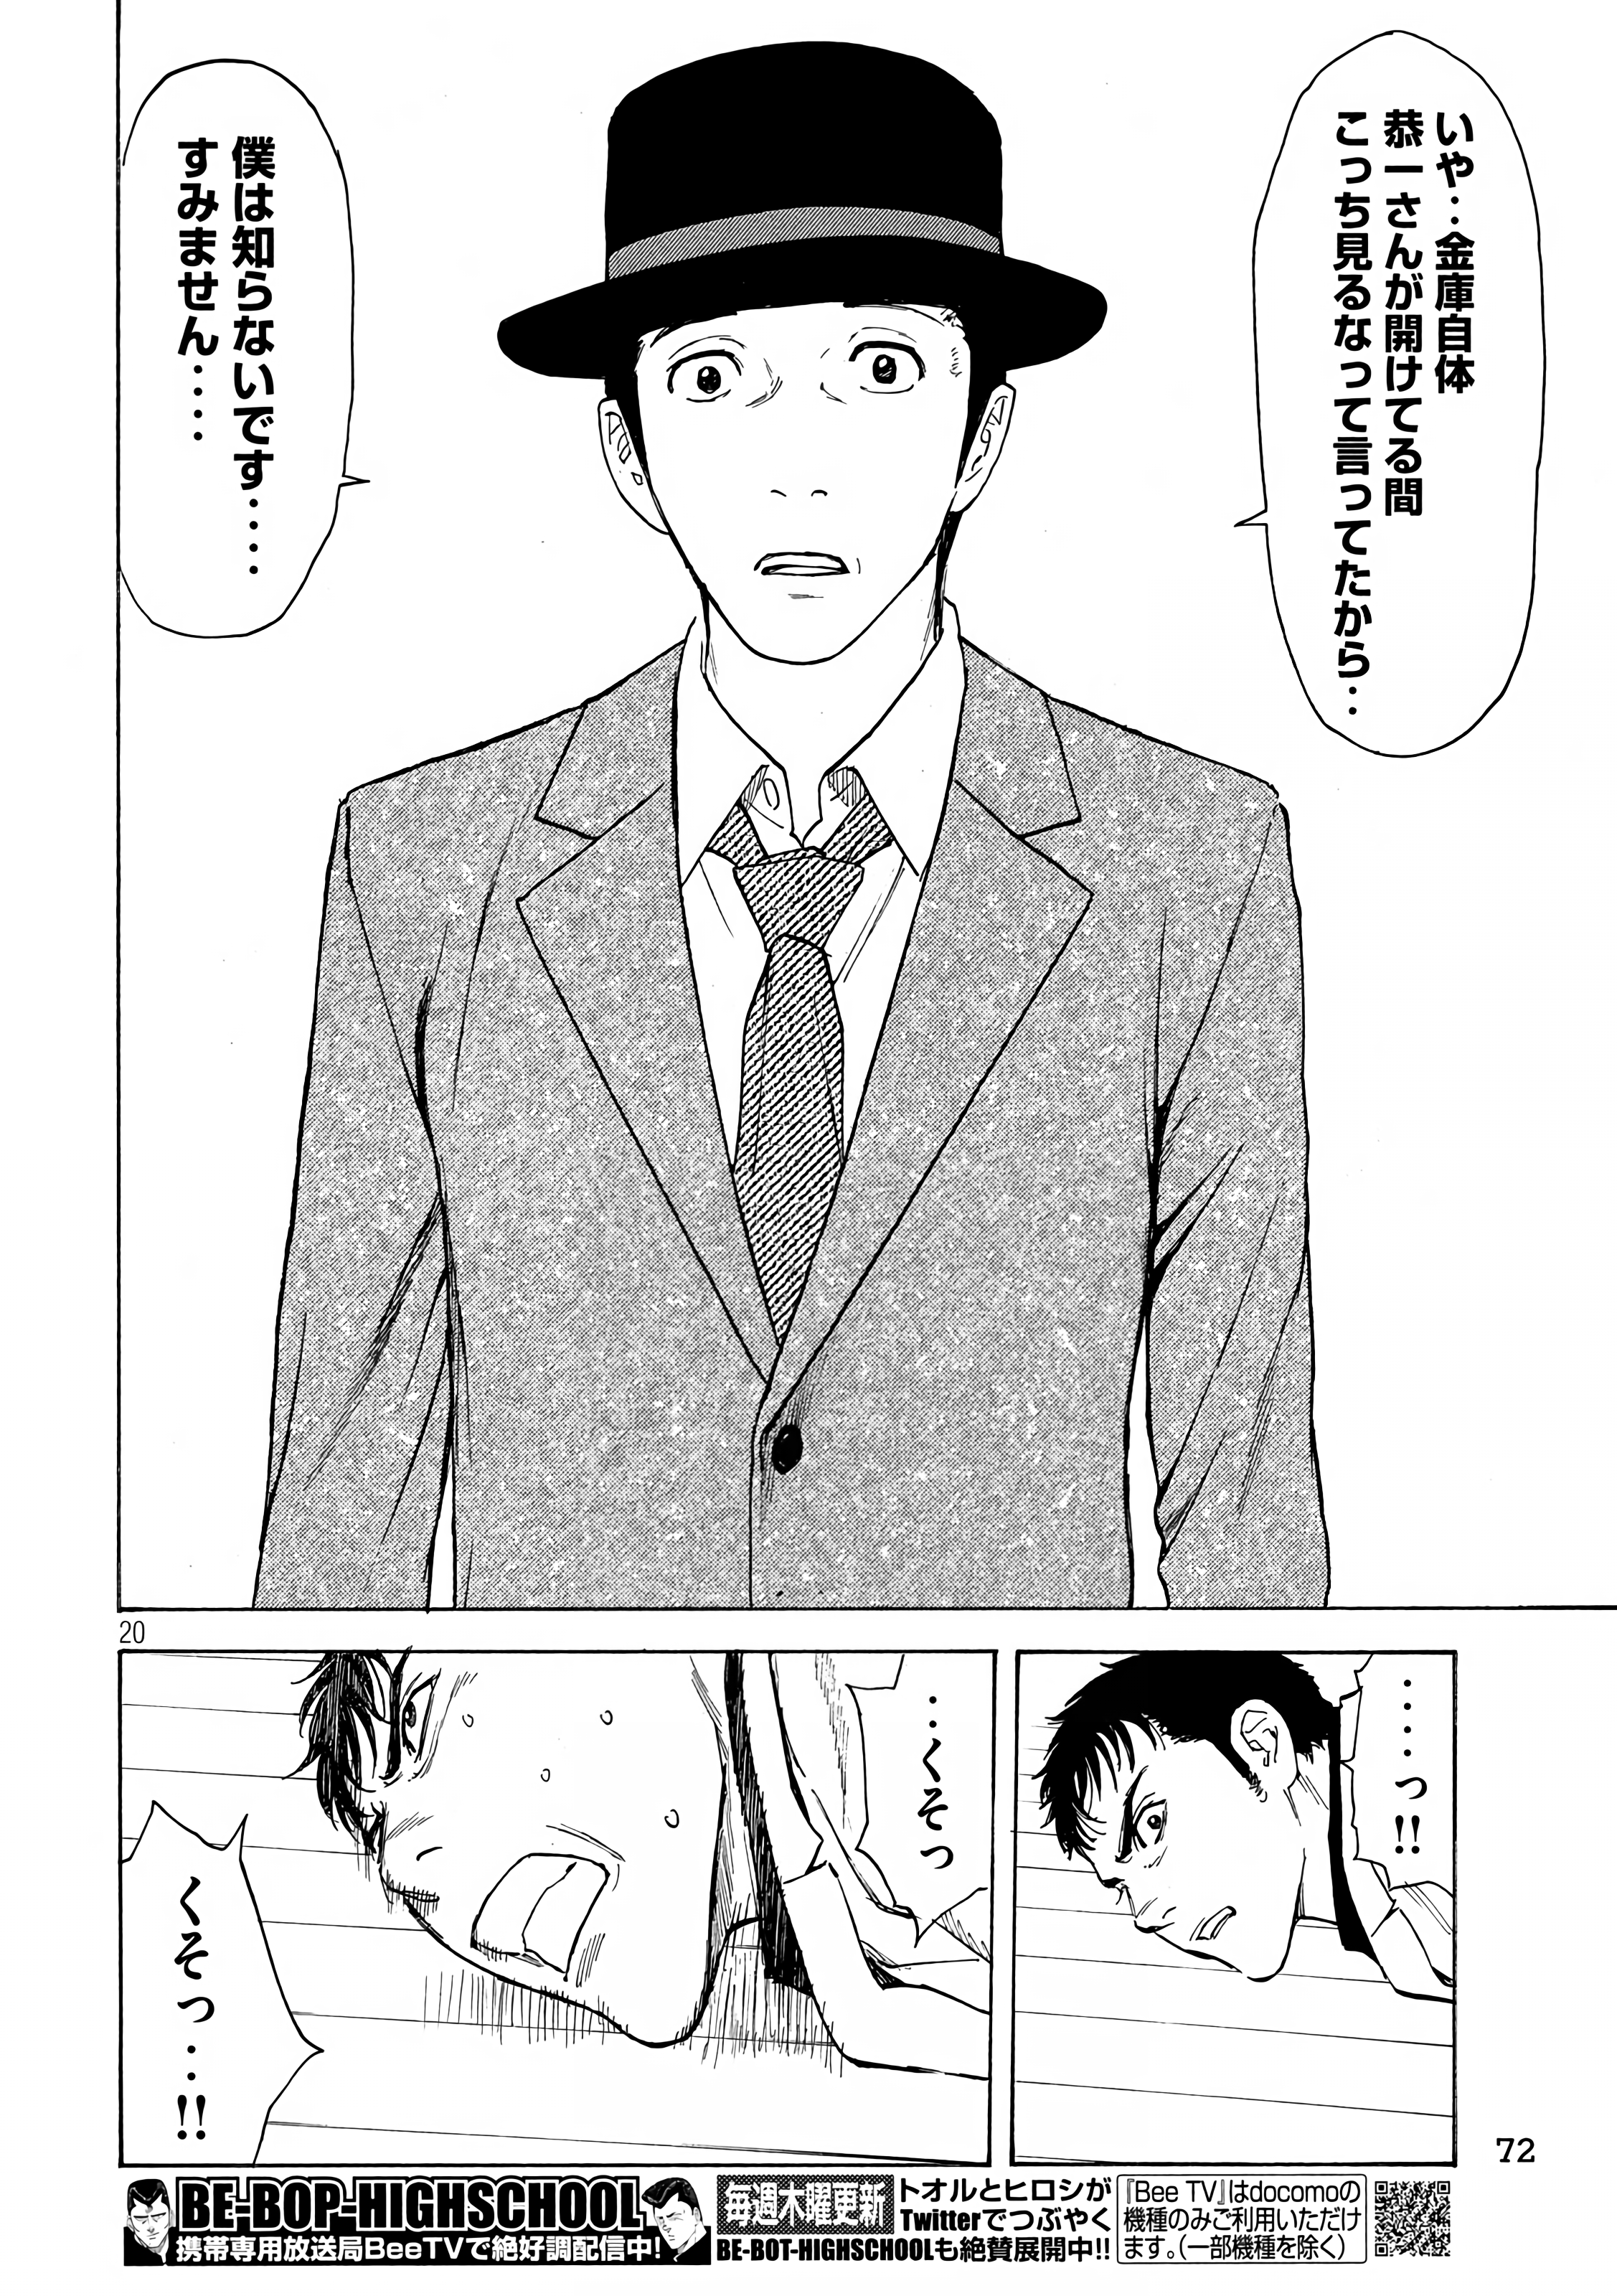 いや‥金庫自体
恭一さんが開けてる間
こっち見るなって言ってたから‥
僕は知らないです‥‥
すみません‥‥
20
‥‥っ!!
‥くそっ
くそっ‥!!
72
BE-BOP-HIGHSCHOOL
携帯専用放送局BeeTVで絶好調配信中!
毎週木曜更新
トオルとヒロシが
Twitterでつぶやく
BE-BOT-HIGHSCHOOLも絶賛展開中!!
『Bee TV』はdocomoの
機種のみご利用いただけ
ます。(一部機種を除く)